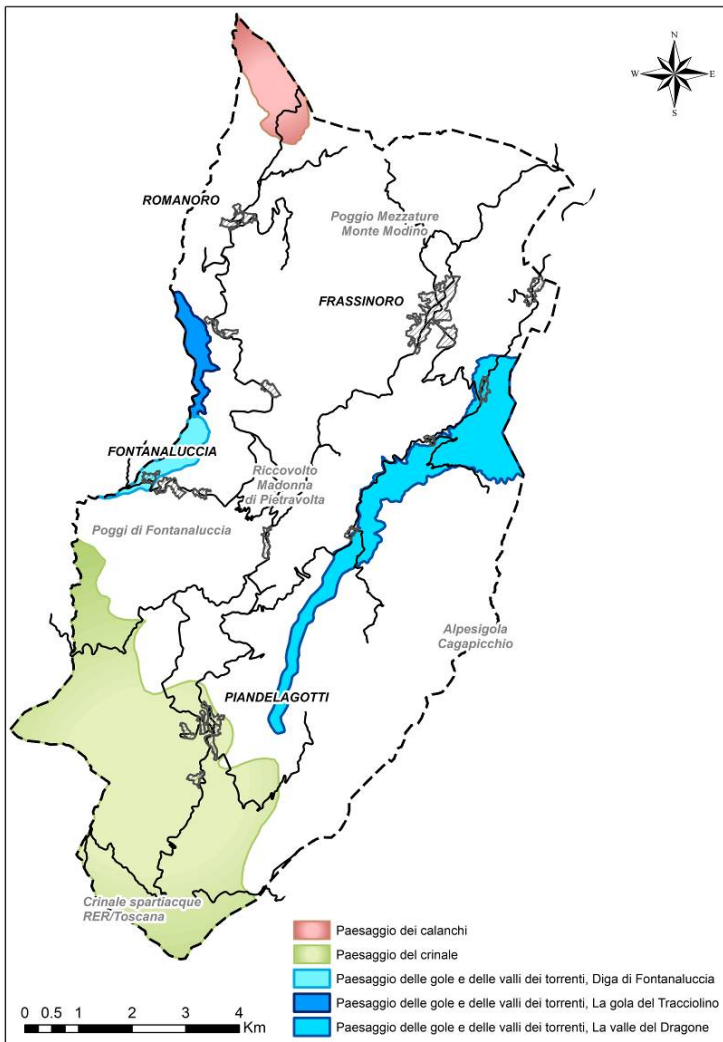 N
W E
S
ROMANORO
Poggio Mezzature
Monte Modino
FRASSINORO
FONTANALUCCIA
Riccovolto
Madonna
di Pietravolta
Poggi di Fontanaluccia
Alpesigola
Cagapicchio
PIANDELAGOTTI
Crinale spartiacque
RER/Toscana
Paesaggio dei calanchi
Paesaggio del crinale
Paesaggio delle gole e delle valli dei torrenti, Diga di Fontanaluccia
Paesaggio delle gole e delle valli dei torrenti, La gola del Tracciolino
Paesaggio delle gole e delle valli dei torrenti, La valle del Dragone
0 0.5 1 2 3 4
Km